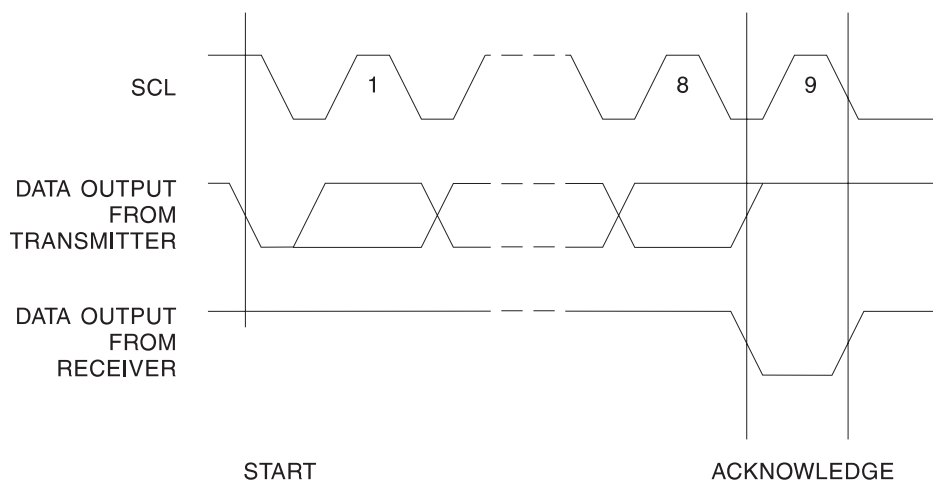 SCL
1
8
9
DATA OUTPUT
FROM
TRANSMITTER
DATA OUTPUT
FROM
RECEIVER
START
ACKNOWLEDGE